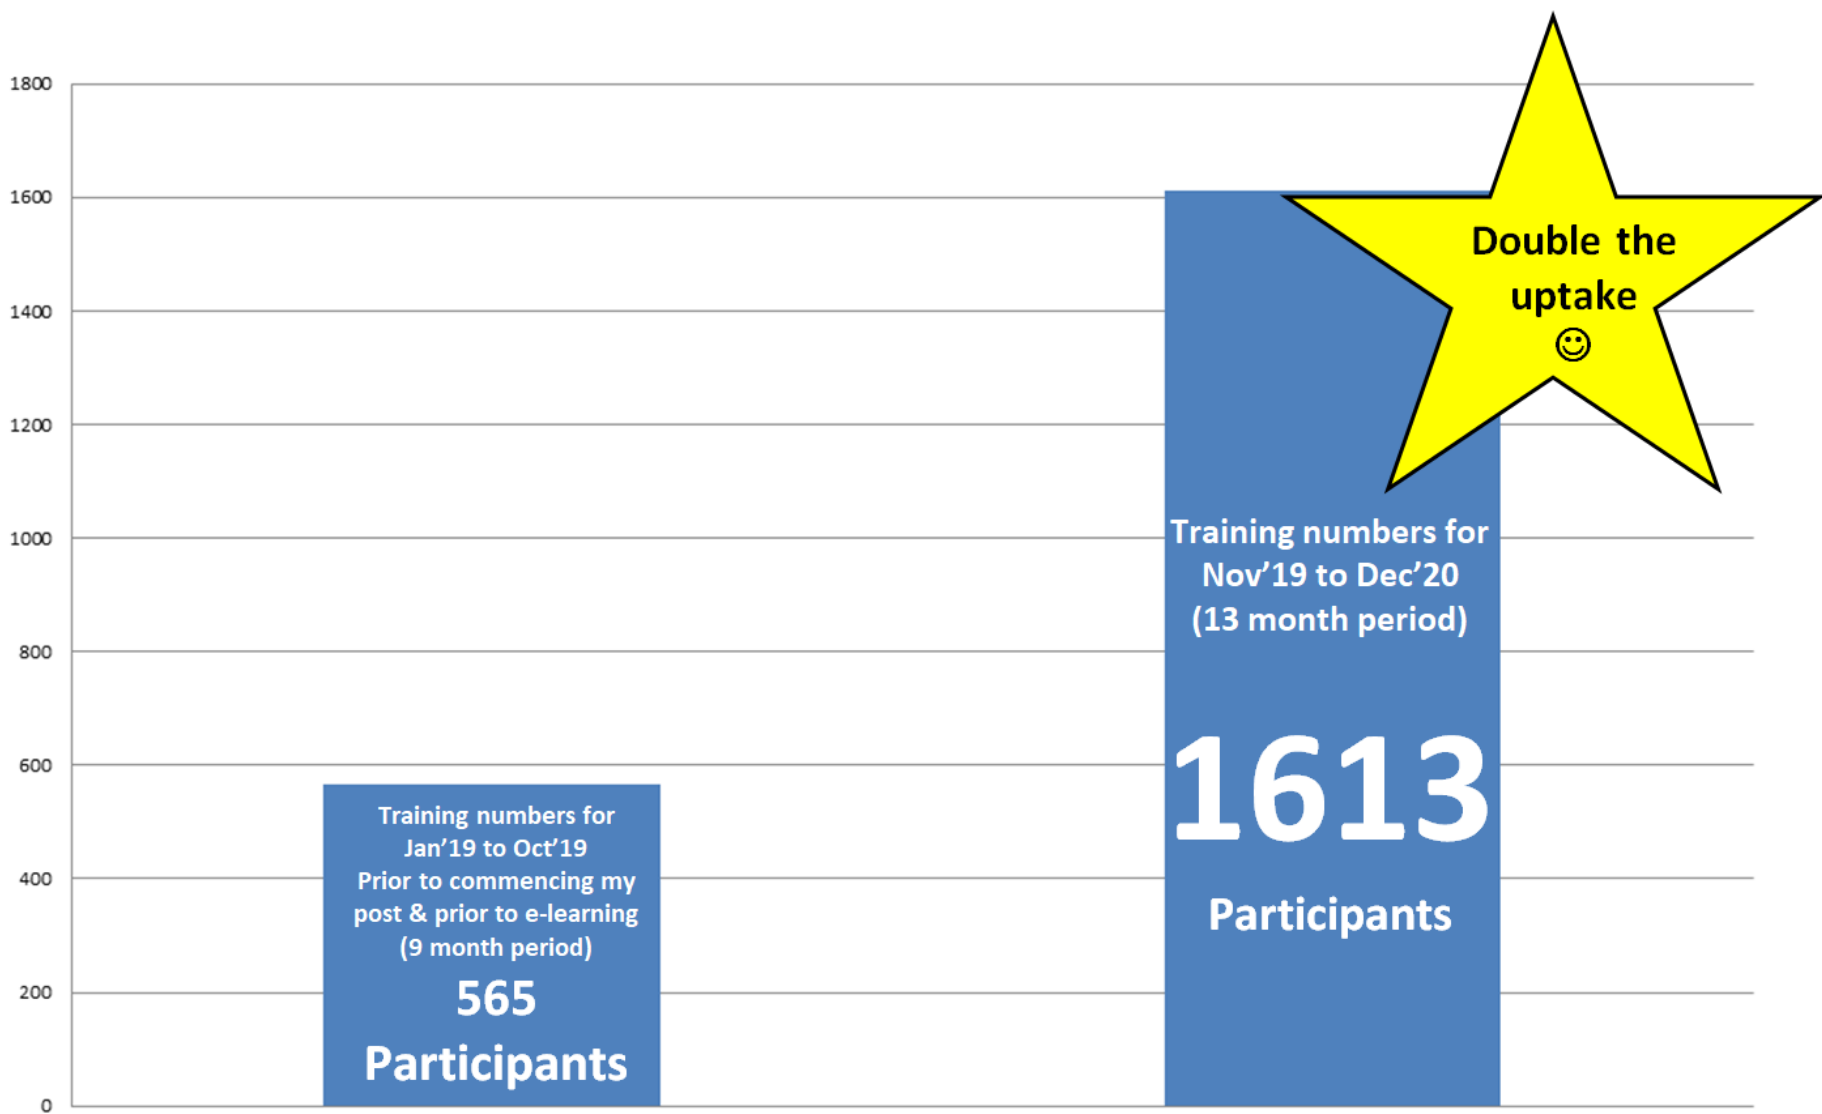 1800
1600
1400
1200
1000
800
600
400
200
0
Training numbers for
Jan'19 to Oct'19
Prior to commencing my
post & prior to e-learning
(9 month period)
565
Participants
Training numbers for
Nov'19 to Dec'20
(13 month period)
1613
Participants
Double the
uptake
☺